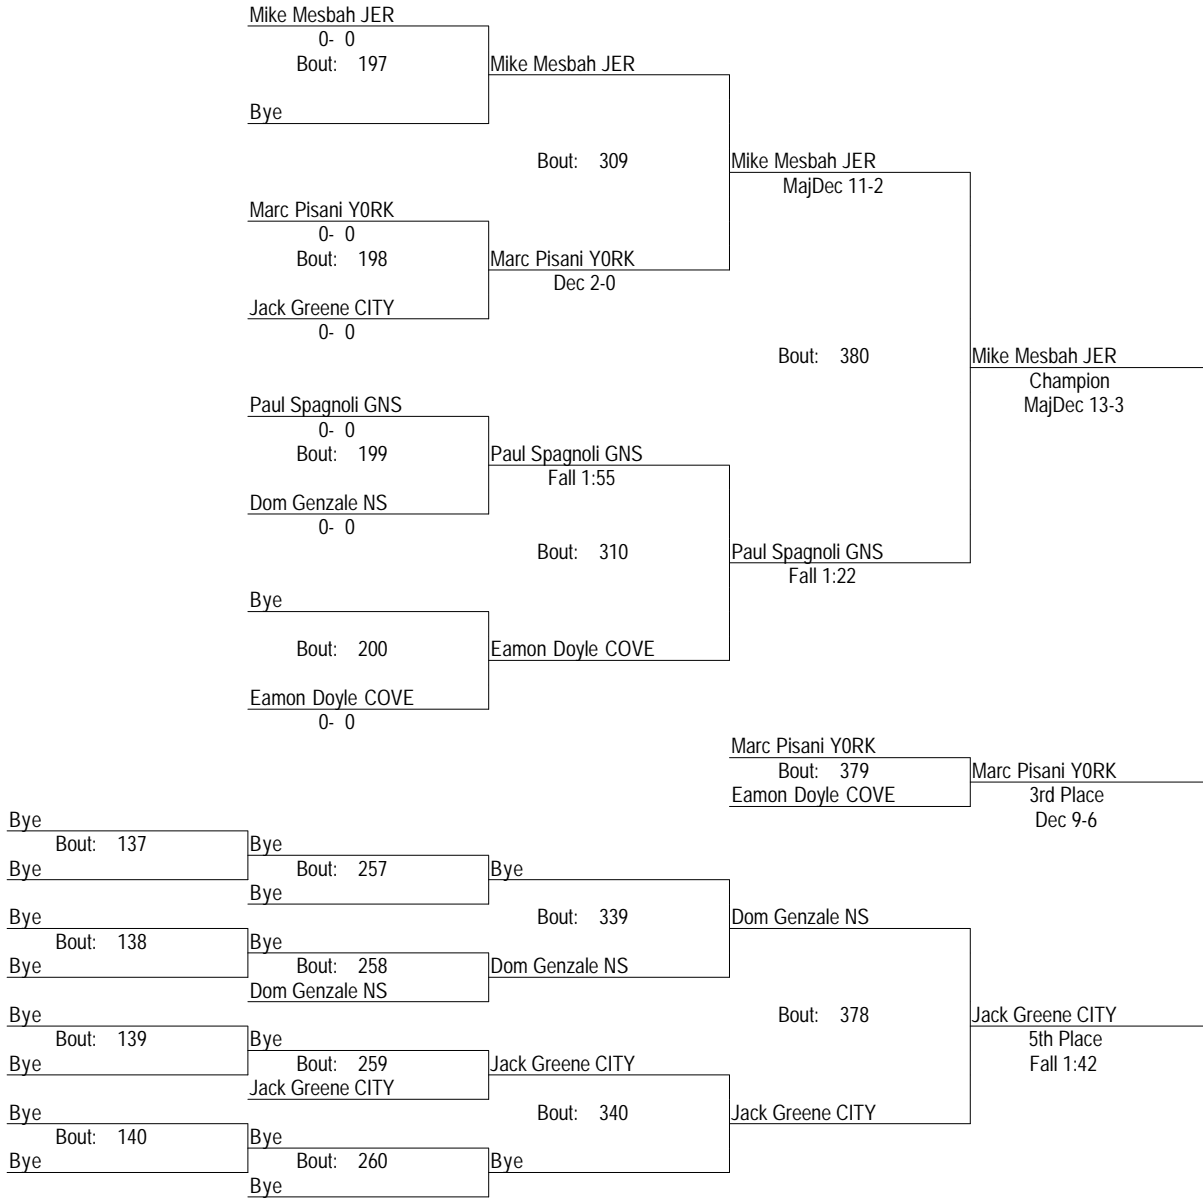 Mike Mesbah JER
0- 0
Bout: 197
Mike Mesbah JER
Bye
Bout: 309
Mike Mesbah JER
MajDec 11-2
Marc Pisani Y0RK
0- 0
Bout: 198
Marc Pisani Y0RK
Dec 2-0
Jack Greene CITY
0- 0
Bout: 380
Mike Mesbah JER
Champion
MajDec 13-3
Paul Spagnoli GNS
0- 0
Bout: 199
Paul Spagnoli GNS
Fall 1:55
Dom Genzale NS
0- 0
Bout: 310
Paul Spagnoli GNS
Fall 1:22
Bye
Bout: 200
Eamon Doyle COVE
Eamon Doyle COVE
0- 0
Marc Pisani Y0RK
Bout: 379
Marc Pisani Y0RK
Eamon Doyle COVE
3rd Place
Dec 9-6
Bye
Bout: 137
Bye
Bye
Bout: 257
Bye
Bye
Bye
Bout: 339
Dom Genzale NS
Bout: 138
Bye
Bye
Bout: 258
Dom Genzale NS
Dom Genzale NS
Bye
Bout: 378
Jack Greene CITY
5th Place
Fall 1:42
Bout: 139
Bye
Bye
Bout: 259
Jack Greene CITY
Jack Greene CITY
Bye
Bout: 340
Jack Greene CITY
Bout: 140
Bye
Bye
Bout: 260
Bye
Bye